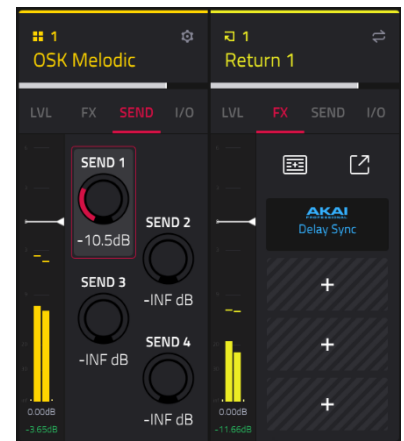 1
OSK Melodic
LVL FX SEND I/O
SEND 1
-10.5dB
SEND 2
-INF dB
SEND 3
-INF dB
SEND 4
-INF dB
0.00dB
-3.65dB
1
Return 1
LVL FX SEND I/O
AKAI
PROFESSIONAL
Delay Sync
+
+
+
0.00dB
-11.66dB